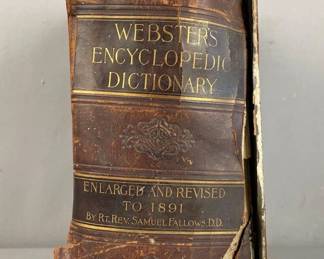 WEBSTER'S
ENCYCLOPEDIC
DICTIONARY
ENLARGED AND REVISED
TO 1891
BY RT. REV. SAMUEL FALLOWS. D.D.